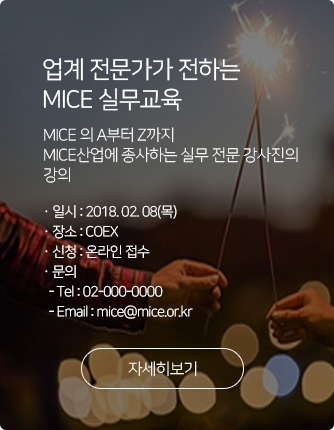 업계 전문가가 전하는
MICE 실무교육
MICE 의 A부터 Z까지
MICE산업에 종사하는 실무 전문 강사진의
강의
· 일시 : 2018. 02. 08(목)
· 장소 : COEX
· 신청 : 온라인 접수
· 문의
- Tel : 02-000-0000
- Email : mice@mice.or.kr
자세히보기